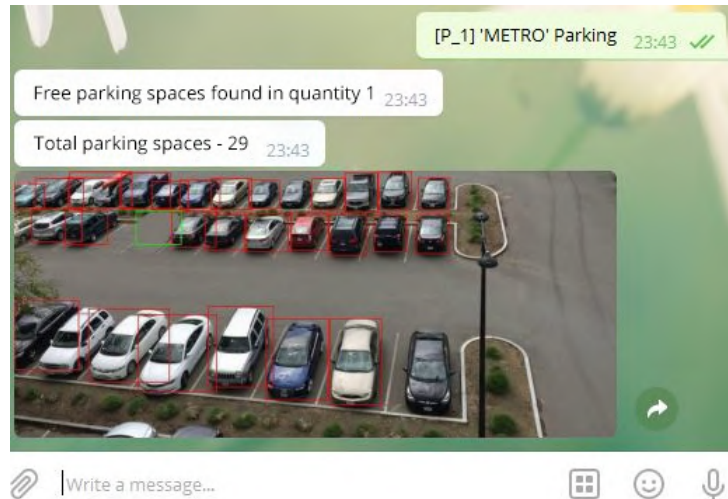 [P_1] 'METRO' Parking 23:43
Free parking spaces found in quantity 1 23:43
Total parking spaces - 29 23:43
Write a message...